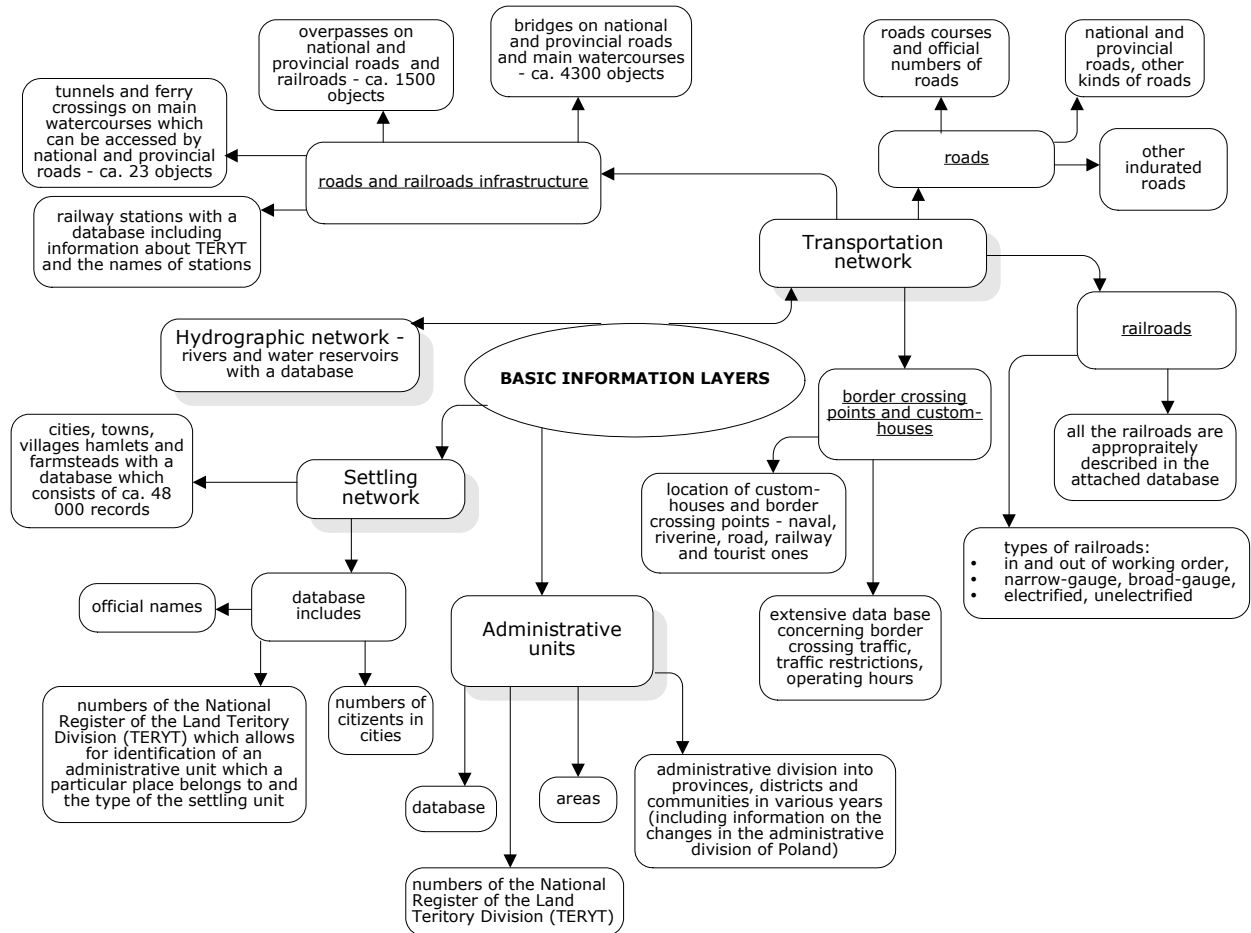 overpasses on
national and
provincial roads and
railroads - ca. 1500
objects
bridges on national
and provincial roads
and main watercourses
- ca. 4300 objects
roads courses
and official
numbers of
roads
national and
provincial
roads, other
kinds of roads
tunnels and ferry
crossings on main
watercourses which
can be accessed by
national and provincial
roads - ca. 23 objects
roads and railroads infrastructure
roads
other
indurated
roads
railway stations with a
database including
information about TERYT
and the names of stations
Transportation
network
Hydrographic network -
rivers and water reservoirs
with a database
railroads
BASIC INFORMATION LAYERS
border crossing
points and custom-
houses
cities, towns,
villages hamlets and
farmsteads with a
database which
consists of ca. 48
000 records
Settling
network
all the railroads are
appropraitely
described in the
attached database
location of custom-
houses and border
crossing points - naval,
riverine, road, railway
and tourist ones
types of railroads:
• in and out of working order,
• narrow-gauge, broad-gauge,
• electrified, unelectrified
official names
database
includes
Administrative
units
extensive data base
concerning border
crossing traffic,
traffic restrictions,
operating hours
numbers of the National
Register of the Land Teritory
Division (TERYT) which allows
for identification of an
administrative unit which a
particular place belongs to and
the type of the settling unit
numbers of
citizents in
cities
database
areas
administrative division into
provinces, districts and
communities in various years
(including information on the
changes in the administrative
division of Poland)
numbers of the National
Register of the Land
Teritory Division (TERYT)